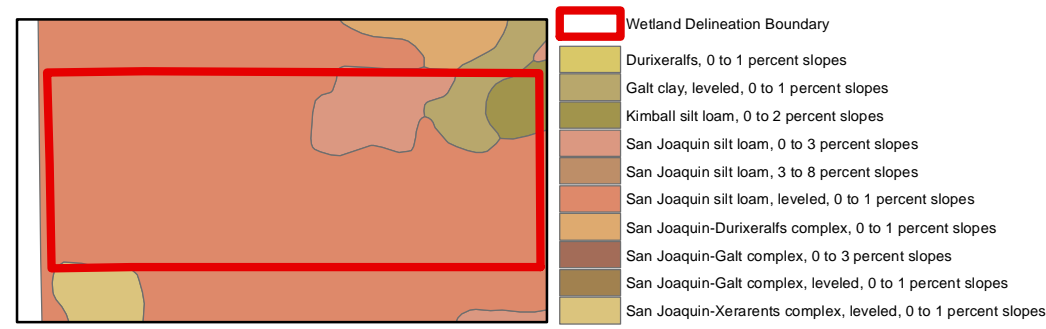 Wetland Delineation Boundary
Durixeralfs, 0 to 1 percent slopes
Galt clay, leveled, 0 to 1 percent slopes
Kimball silt loam, 0 to 2 percent slopes
San Joaquin silt loam, 0 to 3 percent slopes
San Joaquin silt loam, 3 to 8 percent slopes
San Joaquin silt loam, leveled, 0 to 1 percent slopes
San Joaquin-Durixeralfs complex, 0 to 1 percent slopes
San Joaquin-Galt complex, 0 to 3 percent slopes
San Joaquin-Galt complex, leveled, 0 to 1 percent slopes
San Joaquin-Xerarents complex, leveled, 0 to 1 percent slopes